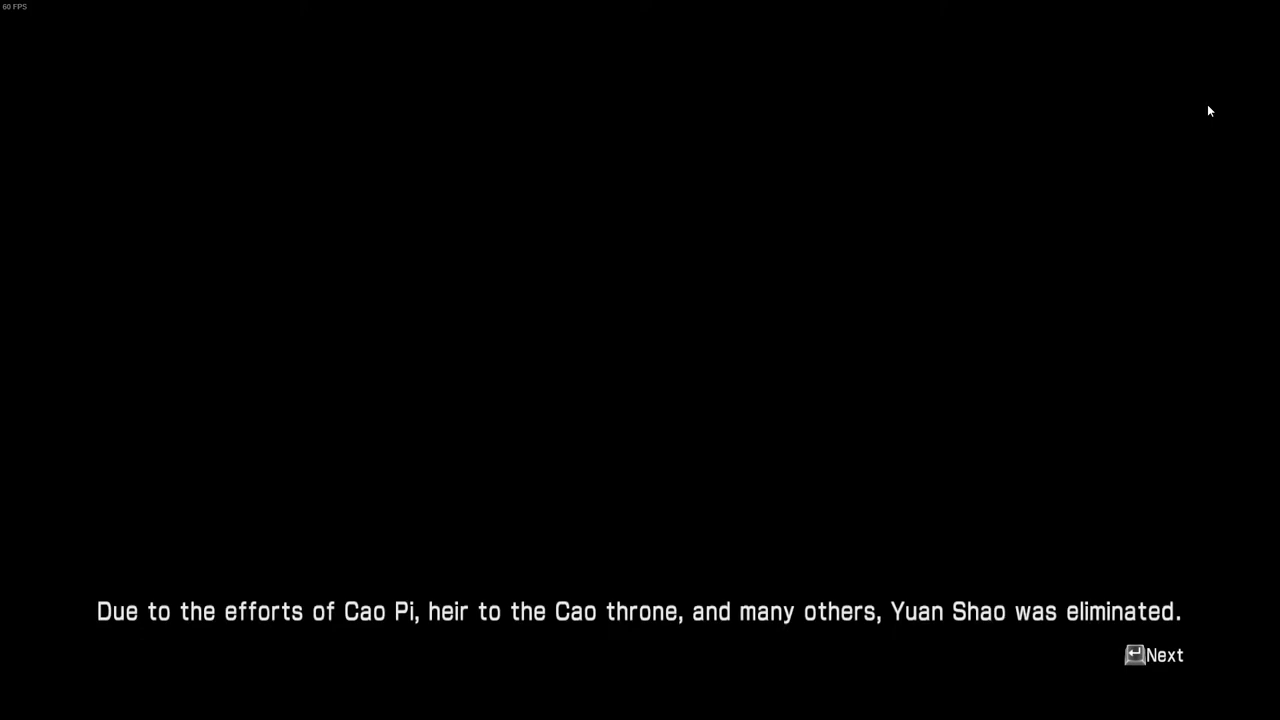 60 FPS
Due to the efforts of Cao Pi, heir to the Cao throne, and many others, Yuan Shao was eliminated.
Next